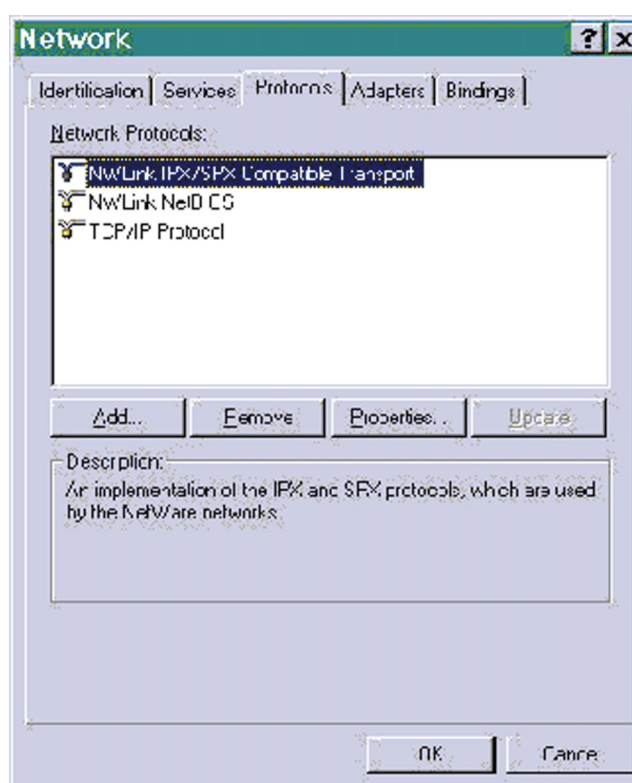 Network
Identification Services Protocols Adapters Bindings
Network Protocols:
NWLink IPX/SPX Compatible Transport
NWLink NetBIOS
TCP/IP Protocol
Add... Remove Properties... Update
Description:
An implementation of the IPX and SPX protocols, which are used
by the NetWare networks.
OK Cancel